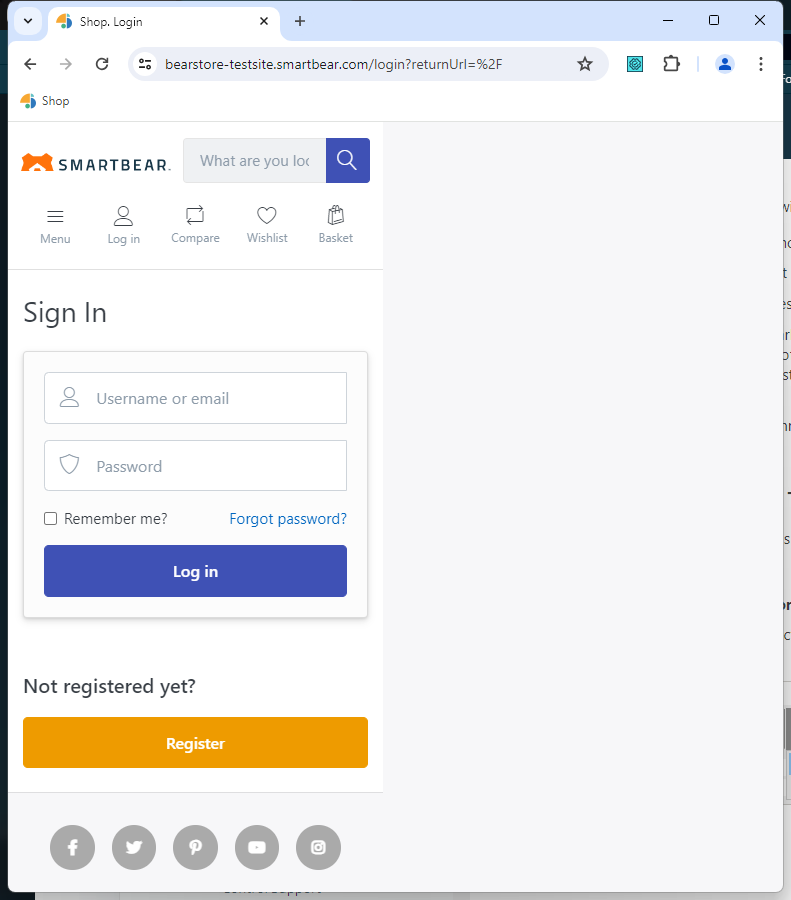 Shop. Login
bearstore-testsite.smartbear.com/login?returnUrl=%2F
Shop
SMARTBEAR.
What are you loc
Menu
Log in
Compare
Wishlist
Basket
Sign In
Username or email
Password
Remember me?
Forgot password?
Log in
Not registered yet?
Register